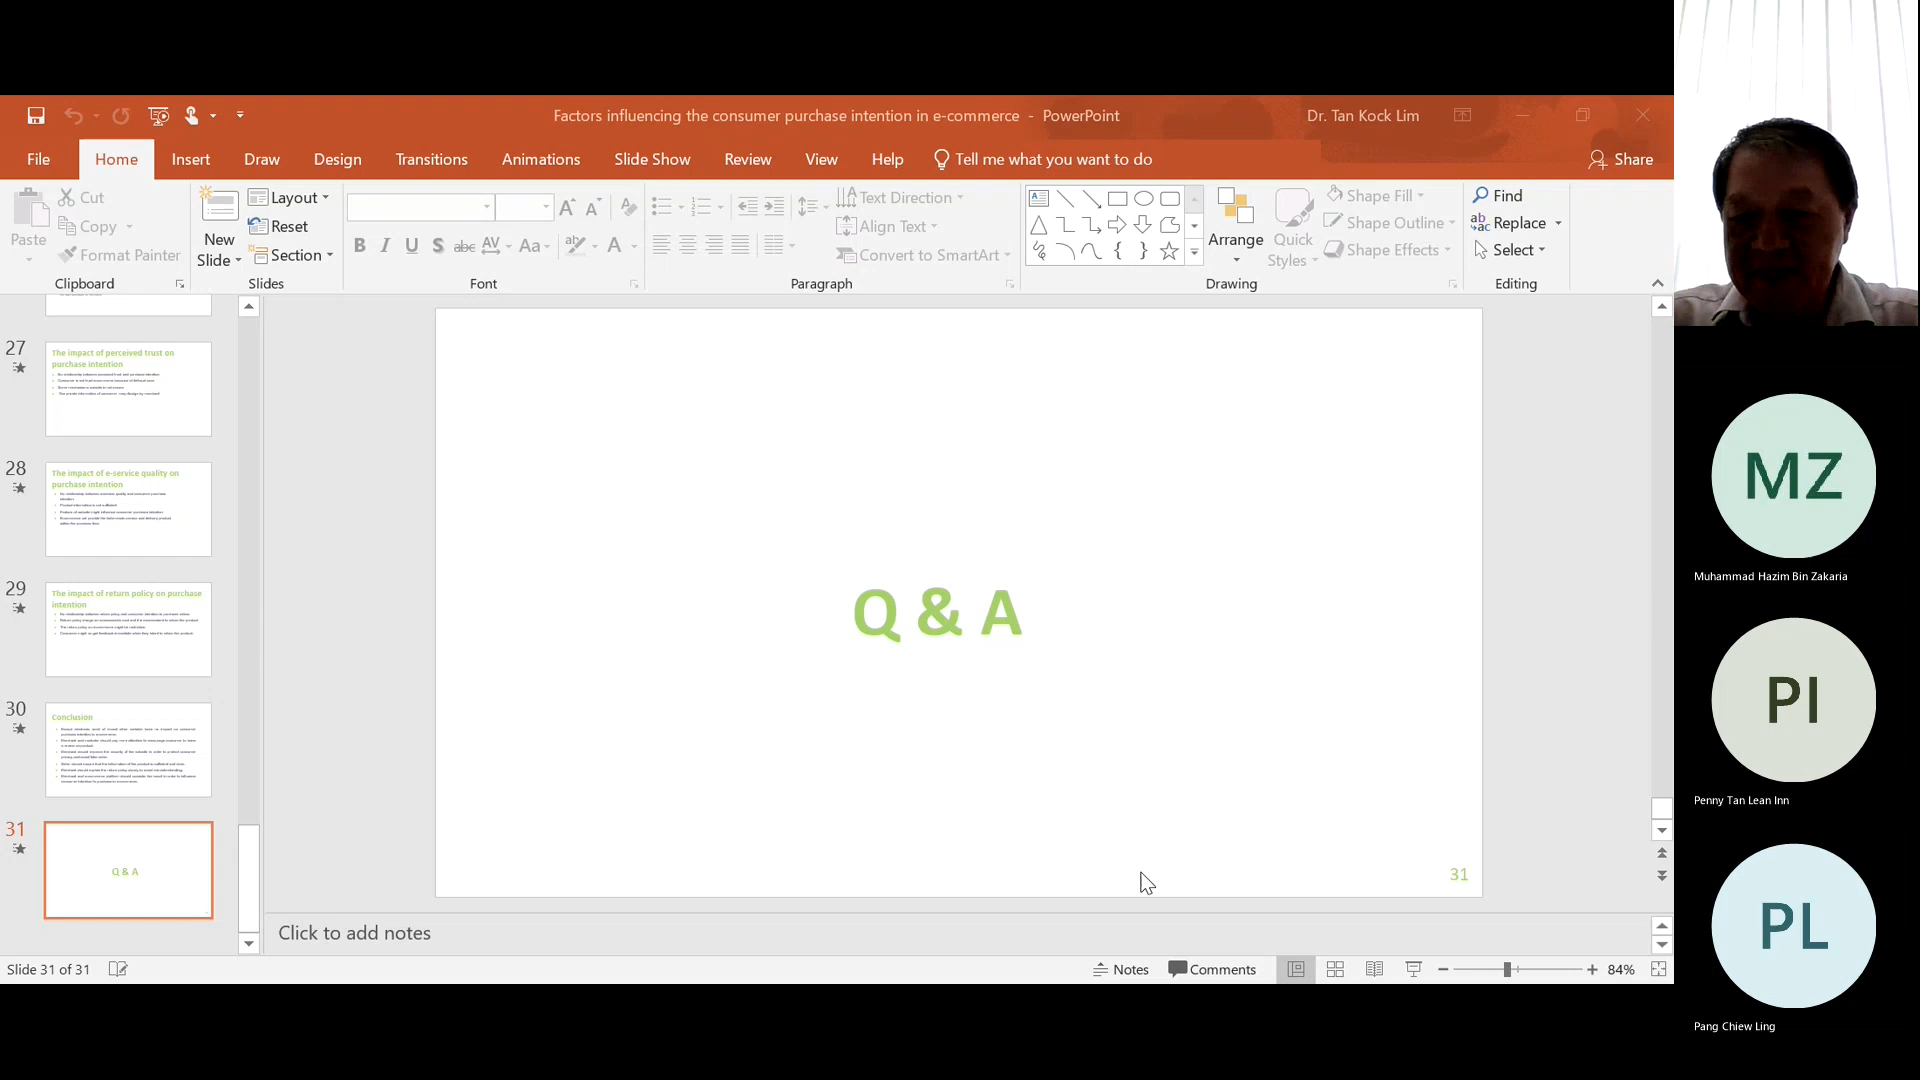 Factors influencing the consumer purchase intention in e-commerce - PowerPoint
Dr. Tan Kock Lim
File Home Insert Draw Design Transitions Animations Slide Show Review View Help Tell me what you want to do Share
Paste
Cut
Copy
Format Painter
Clipboard
New Slide
Layout
Reset
Section
Slides
B I U S abc AV Aa A
Font
Text Direction
Align Text
Convert to SmartArt
Paragraph
Arrange
Quick Styles
Shape Fill
Shape Outline
Shape Effects
Drawing
Find
Replace
Select
Editing
27
The impact of perceived trust on
purchase intention
28
The impact of e-service quality on
purchase intention
29
The impact of return policy on purchase
intention
30
Conclusion
31
Q & A
Q & A
31
Click to add notes
Slide 31 of 31
Notes
Comments
84%
MZ
Muhammad Hazim Bin Zakaria
PI
Penny Tan Lean Inn
PL
Pang Chiew Ling